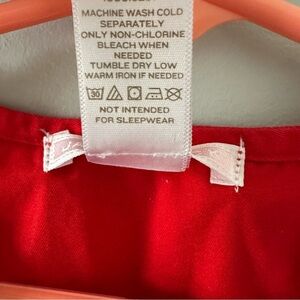 MACHINE WASH COLD
SEPARATELY
ONLY NON-CHLORINE
BLEACH WHEN
NEEDED
TUMBLE DRY LOW
WARM IRON IF NEEDED
30
NOT INTENDED
FOR SLEEPWEAR